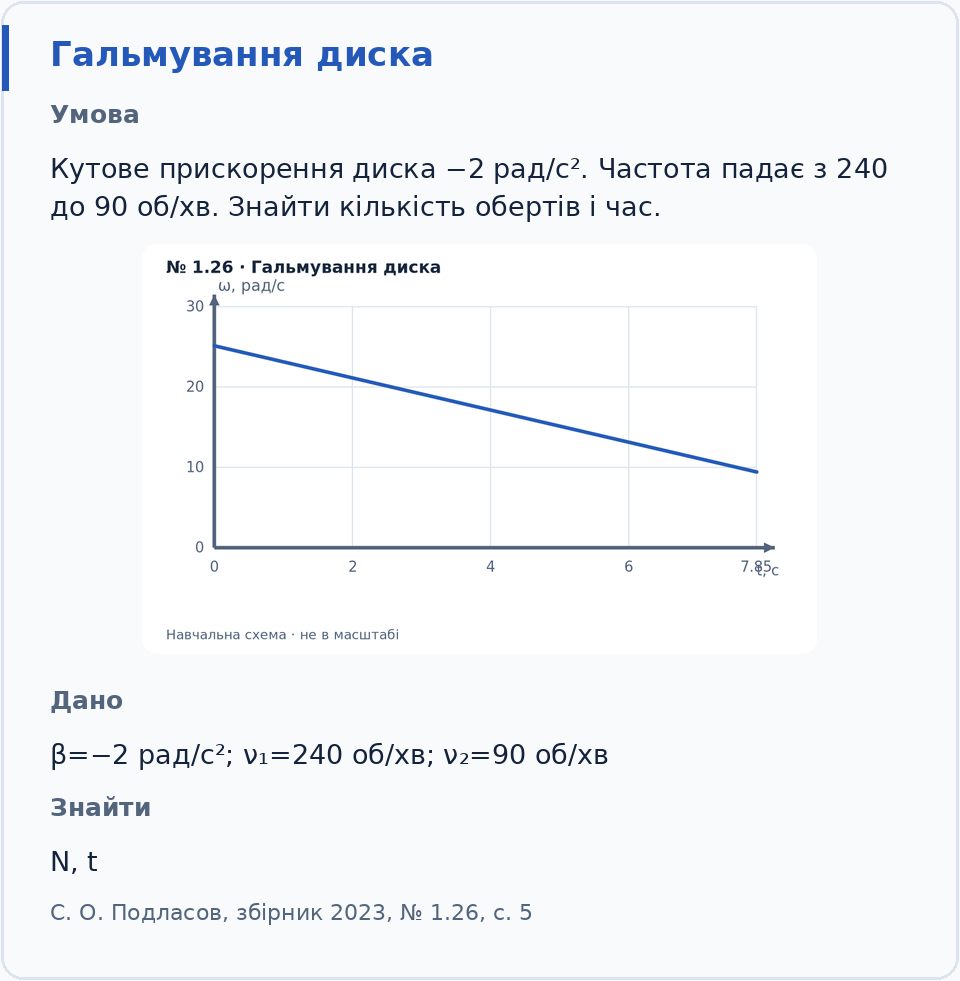 Гальмування диска
Умова
Кутове прискорення диска −2 рад/с². Частота падає з 240
до 90 об/хв. Знайти кількість обертів і час.
№ 1.26 · Гальмування диска
ω, рад/с
30
20
10
0
0 2 4 6 7.85
t, с
Навчальна схема · не в масштабі
Дано
β=−2 рад/с²; ν₁=240 об/хв; ν₂=90 об/хв
Знайти
N, t
С. О. Подласов, збірник 2023, № 1.26, с. 5